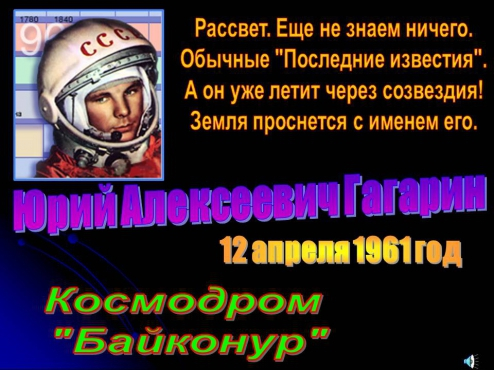 1780 1840
СССР
Рассвет. Еще не знаем ничего.
Обычные "Последние известия".
А он уже летит через созвездия!
Земля проснется с именем его.
Юрий Алексеевич Гагарин
12 апреля 1961 год
Космодром
"Байконур"